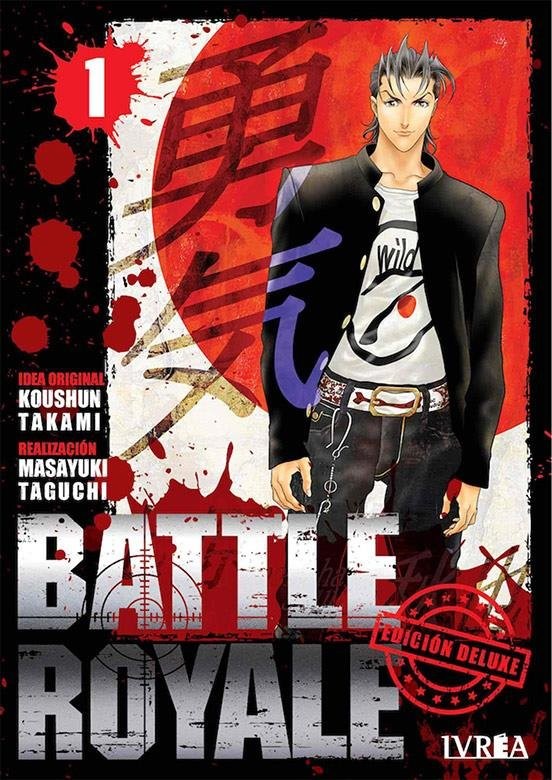 1
勇気
wild
IDEA ORIGINAL
KOUSHUN
TAKAMI
REALIZACIÓN
MASAYUKI
TAGUCHI
BATTLE
ROYALE
EDICIÓN DELUXE
IVREA